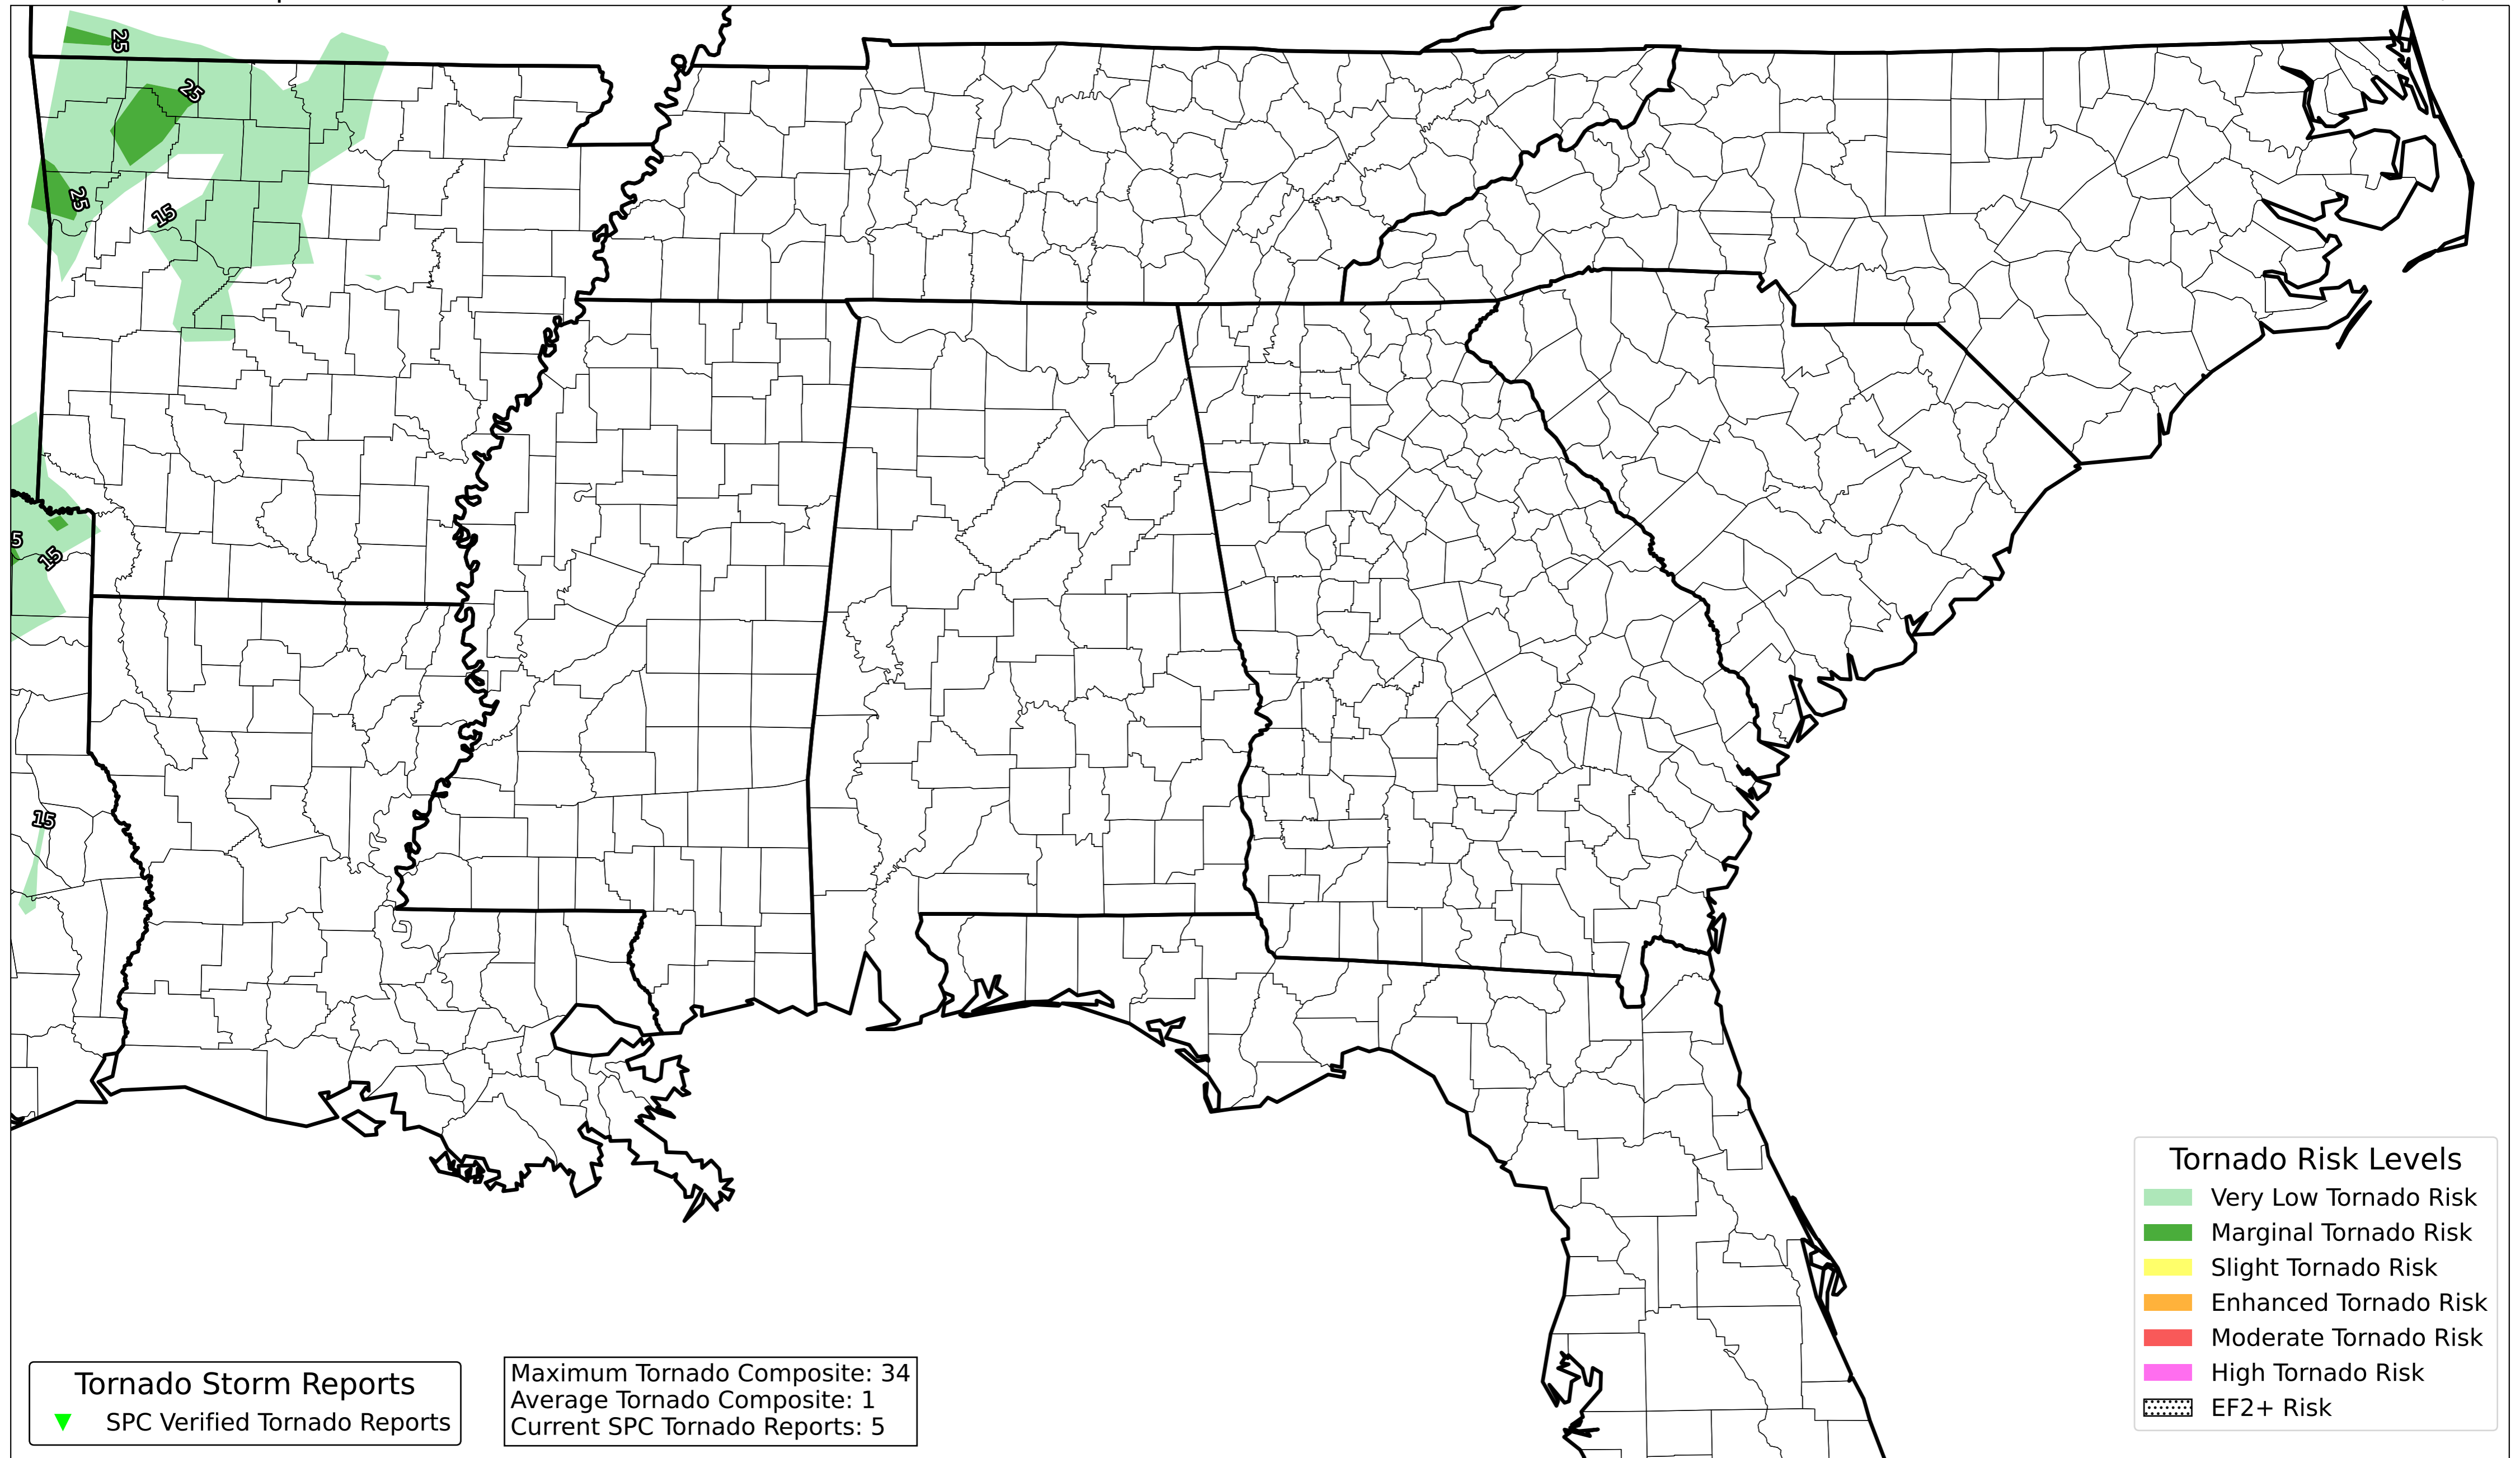 25
25
25
15
5
15
15
Tornado Risk Levels
Very Low Tornado Risk
Marginal Tornado Risk
Slight Tornado Risk
Enhanced Tornado Risk
Moderate Tornado Risk
High Tornado Risk
EF2+ Risk
Tornado Storm Reports
SPC Verified Tornado Reports
Maximum Tornado Composite: 34
Average Tornado Composite: 1
Current SPC Tornado Reports: 5